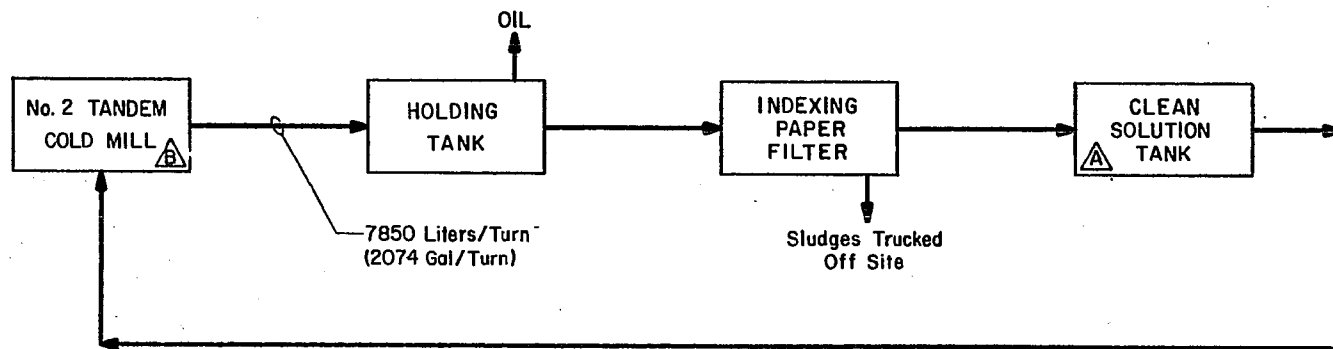 OIL
No. 2 TANDEM
COLD MILL
B
HOLDING
TANK
INDEXING
PAPER
FILTER
CLEAN
SOLUTION
TANK
A
7850 Liters/Turn
(2074 Gal/Turn)
Sludges Trucked
Off Site